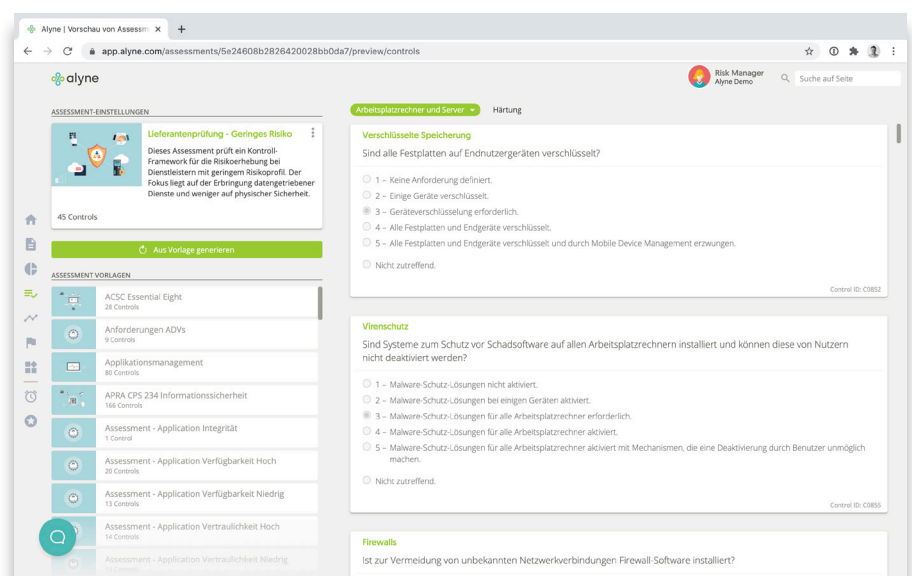 Alyne | Vorschau von Assessm
app.alyne.com/assessments/5e24608b2826420028bb0da7/preview/controls
alyne
Risk Manager
Alyne Demo
Suche auf Seite
ASSESSMENT-EINSTELLUNGEN
Lieferantenprüfung - Geringes Risiko
Dieses Assessment prüft ein Kontroll-
Framework für die Risikoerhebung bei
Dienstleistern mit geringem Risikoprofil. Der
Fokus liegt auf der Erbringung datengetriebener
Dienste und weniger auf physischer Sicherheit.
45 Controls
Aus Vorlage generieren
ASSESSMENT VORLAGEN
ACSC Essential Eight
28 Controls
Anforderungen ADVs
9 Controls
Applikationsmanagement
80 Controls
APRA CPS 234 Informationssicherheit
166 Controls
Assessment - Application Integrität
1 Control
Assessment - Application Verfügbarkeit Hoch
20 Controls
Assessment - Application Verfügbarkeit Niedrig
13 Controls
Assessment - Application Vertraulichkeit Hoch
14 Controls
Assessment - Application Vertraulichkeit Niedrig
Arbeitsplatzrechner und Server
Härtung
Verschlüsselte Speicherung
Sind alle Festplatten auf Endnutzergeräten verschlüsselt?
1 – Keine Anforderung definiert.
2 – Einige Geräte verschlüsselt.
3 – Geräteverschlüsselung erforderlich.
4 – Alle Festplatten und Endgeräte verschlüsselt.
5 – Alle Festplatten und Endgeräte verschlüsselt und durch Mobile Device Management erzwungen.
Nicht zutreffend.
Control ID: C0852
Virenschutz
Sind Systeme zum Schutz vor Schadsoftware auf allen Arbeitsplatzrechnern installiert und können diese von Nutzern
nicht deaktiviert werden?
1 – Malware-Schutz-Lösungen nicht aktiviert.
2 – Malware-Schutz-Lösungen bei einigen Geräten aktiviert.
3 – Malware-Schutz-Lösungen für alle Arbeitsplatzrechner erforderlich.
4 – Malware-Schutz-Lösungen für alle Arbeitsplatzrechner aktiviert.
5 – Malware-Schutz-Lösungen für alle Arbeitsplatzrechner aktiviert mit Mechanismen, die eine Deaktivierung durch Benutzer unmöglich
machen.
Nicht zutreffend.
Control ID: C0855
Firewalls
Ist zur Vermeidung von unbekannten Netzwerkverbindungen Firewall-Software installiert?